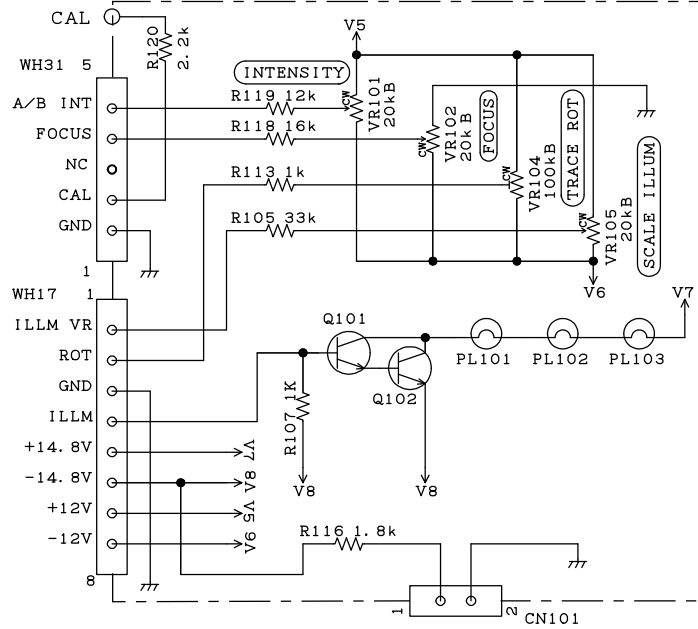 CAL
R120
2.2k
WH31 5
A/B INT
FOCUS
NC
CAL
GND
1
INTENSITY
R119 12k
R118 16k
R113 1k
R105 33k
V5
CW
VR101
20kB
CW
VR102
20kB
FOCUS
CW
VR104
100kB
TRACE ROT
CW
VR105
20kB
SCALE ILLUM
V6
WH17 1
ILLM VR
ROT
GND
ILLM
+14.8V
-14.8V
+12V
-12V
8
V7
V8
V5
V6
Q101
Q102
R107 1K
V8
V8
PL101
PL102
PL103
V7
R116 1.8k
1
2
CN101